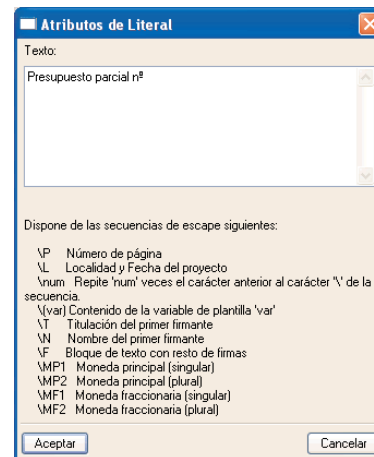 Atributos de Literal
Texto:
Presupuesto parcial nº
Dispone de las secuencias de escape siguientes:
\P Número de página
\L Localidad y Fecha del proyecto
\num Repite 'num' veces el carácter anterior al carácter '\' de la
secuencia.
\(var) Contenido de la variable de plantilla 'var'
\T Titulación del primer firmante
\N Nombre del primer firmante
\F Bloque de texto con resto de firmas
\MP1 Moneda principal (singular)
\MP2 Moneda principal (plural)
\MF1 Moneda fraccionaria (singular)
\MF2 Moneda fraccionaria (plural)
Aceptar Cancelar